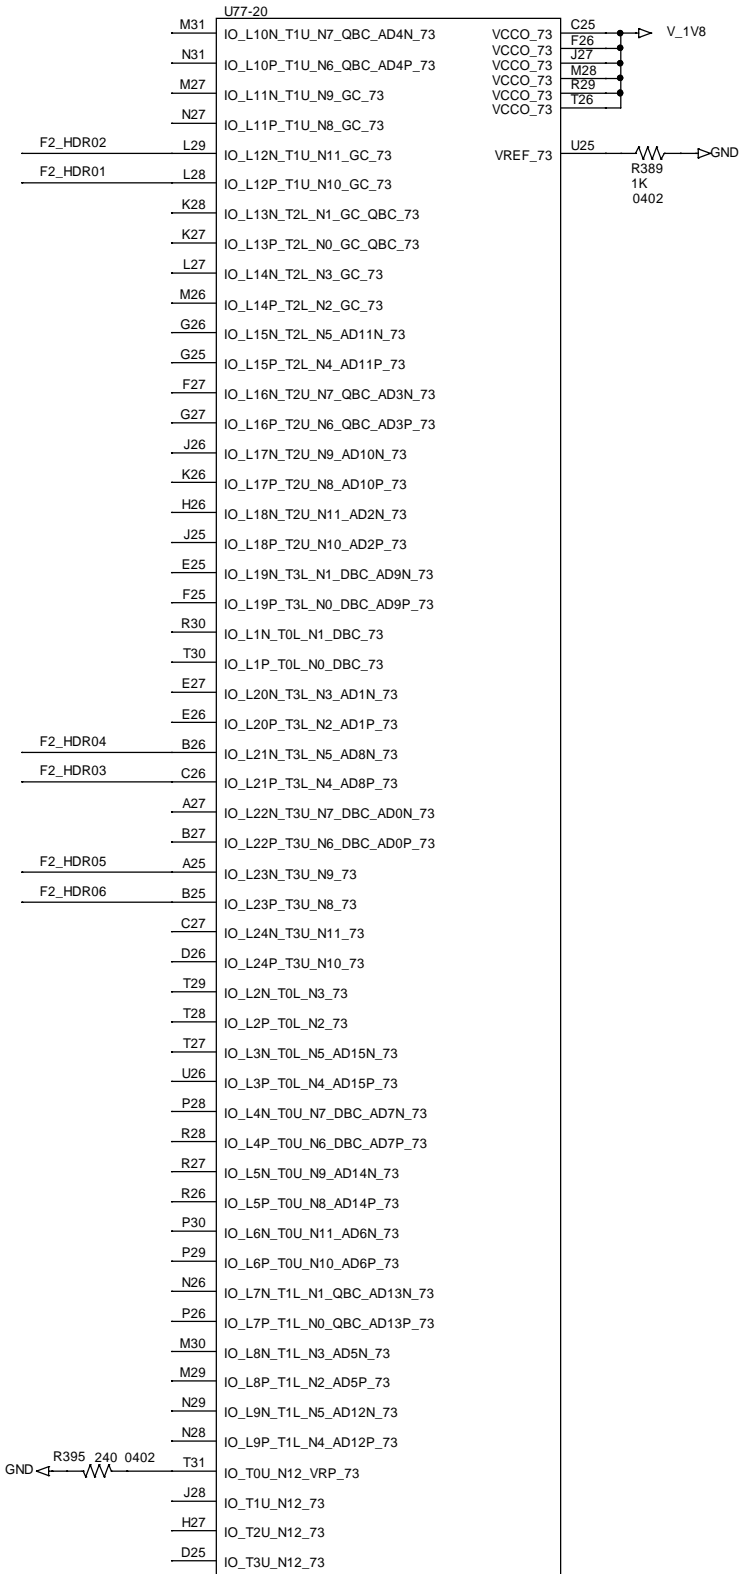 U77-20
M31 IO_L10N_T1U_N7_QBC_AD4N_73 VCCO_73 C25 V_1V8
VCCO_73 F26
N31 IO_L10P_T1U_N6_QBC_AD4P_73 VCCO_73 J27
VCCO_73 M28
M27 IO_L11N_T1U_N9_GC_73 VCCO_73 R29
VCCO_73 T26
N27 IO_L11P_T1U_N8_GC_73
F2_HDR02 L29 IO_L12N_T1U_N11_GC_73 VREF_73 U25 GND
R389
1K
0402
F2_HDR01 L28 IO_L12P_T1U_N10_GC_73
K28 IO_L13N_T2L_N1_GC_QBC_73
K27 IO_L13P_T2L_N0_GC_QBC_73
L27 IO_L14N_T2L_N3_GC_73
M26 IO_L14P_T2L_N2_GC_73
G26 IO_L15N_T2L_N5_AD11N_73
G25 IO_L15P_T2L_N4_AD11P_73
F27 IO_L16N_T2U_N7_QBC_AD3N_73
G27 IO_L16P_T2U_N6_QBC_AD3P_73
J26 IO_L17N_T2U_N9_AD10N_73
K26 IO_L17P_T2U_N8_AD10P_73
H26 IO_L18N_T2U_N11_AD2N_73
J25 IO_L18P_T2U_N10_AD2P_73
E25 IO_L19N_T3L_N1_DBC_AD9N_73
F25 IO_L19P_T3L_N0_DBC_AD9P_73
R30 IO_L1N_T0L_N1_DBC_73
T30 IO_L1P_T0L_N0_DBC_73
E27 IO_L20N_T3L_N3_AD1N_73
E26 IO_L20P_T3L_N2_AD1P_73
F2_HDR04 B26 IO_L21N_T3L_N5_AD8N_73
F2_HDR03 C26 IO_L21P_T3L_N4_AD8P_73
A27 IO_L22N_T3U_N7_DBC_AD0N_73
B27 IO_L22P_T3U_N6_DBC_AD0P_73
F2_HDR05 A25 IO_L23N_T3U_N9_73
F2_HDR06 B25 IO_L23P_T3U_N8_73
C27 IO_L24N_T3U_N11_73
D26 IO_L24P_T3U_N10_73
T29 IO_L2N_T0L_N3_73
T28 IO_L2P_T0L_N2_73
T27 IO_L3N_T0L_N5_AD15N_73
U26 IO_L3P_T0L_N4_AD15P_73
P28 IO_L4N_T0U_N7_DBC_AD7N_73
R28 IO_L4P_T0U_N6_DBC_AD7P_73
R27 IO_L5N_T0U_N9_AD14N_73
R26 IO_L5P_T0U_N8_AD14P_73
P30 IO_L6N_T0U_N11_AD6N_73
P29 IO_L6P_T0U_N10_AD6P_73
N26 IO_L7N_T1L_N1_QBC_AD13N_73
P26 IO_L7P_T1L_N0_QBC_AD13P_73
M30 IO_L8N_T1L_N3_AD5N_73
M29 IO_L8P_T1L_N2_AD5P_73
N29 IO_L9N_T1L_N5_AD12N_73
N28 IO_L9P_T1L_N4_AD12P_73
GND R395 240 0402 T31 IO_T0U_N12_VRP_73
J28 IO_T1U_N12_73
H27 IO_T2U_N12_73
D25 IO_T3U_N12_73